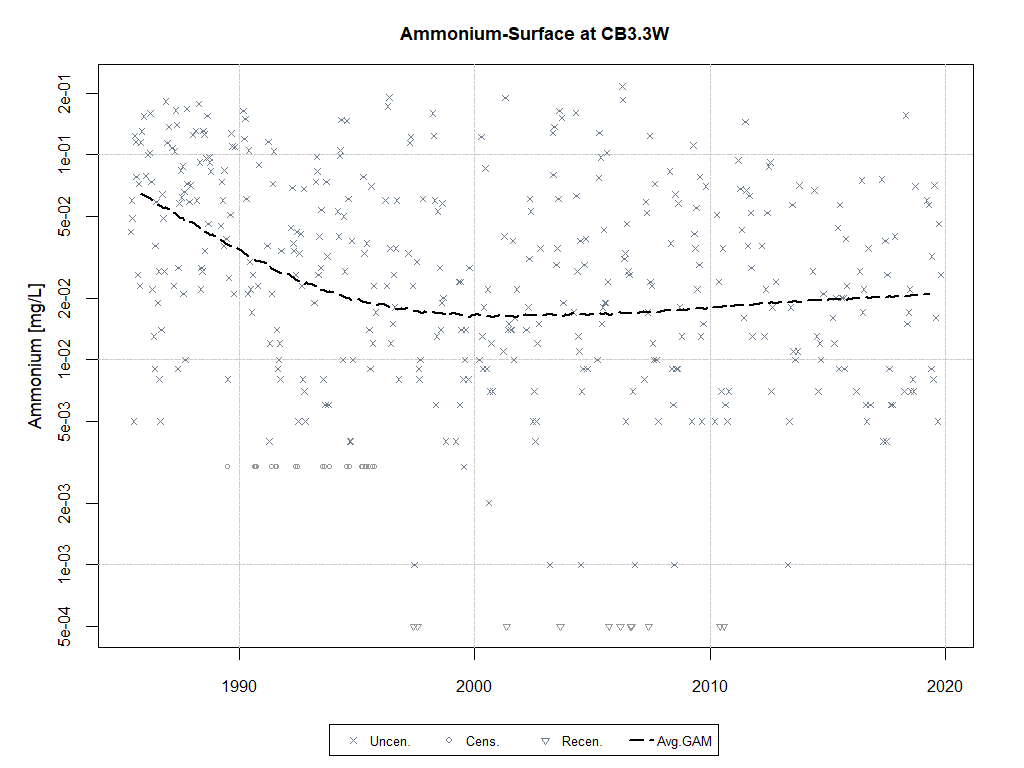 Ammonium-Surface at CB3.3W
Ammonium [mg/L]
2e-01
1e-01
5e-02
2e-02
1e-02
5e-03
2e-03
1e-03
5e-04
1990 2000 2010 2020
Uncen. Cens. Recen. Avg.GAM